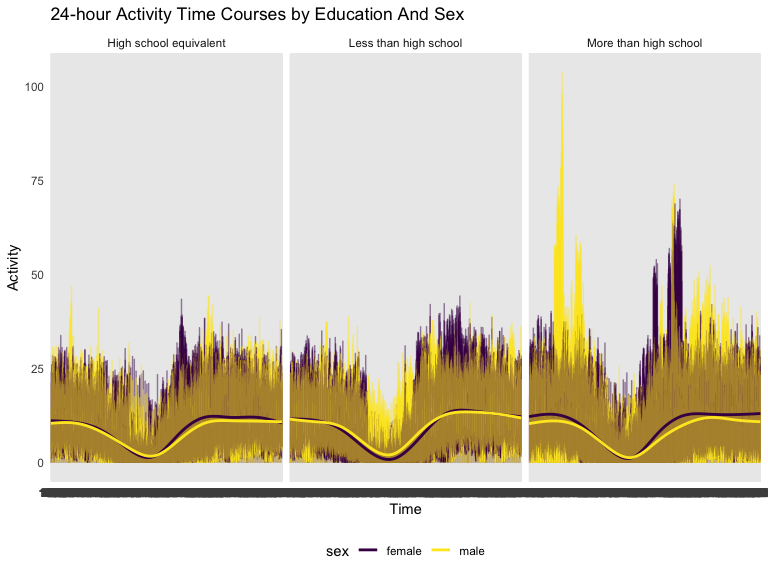 24-hour Activity Time Courses by Education And Sex
High school equivalent
Less than high school
More than high school
100
75
50
25
0
Activity
Time
sex
female
male